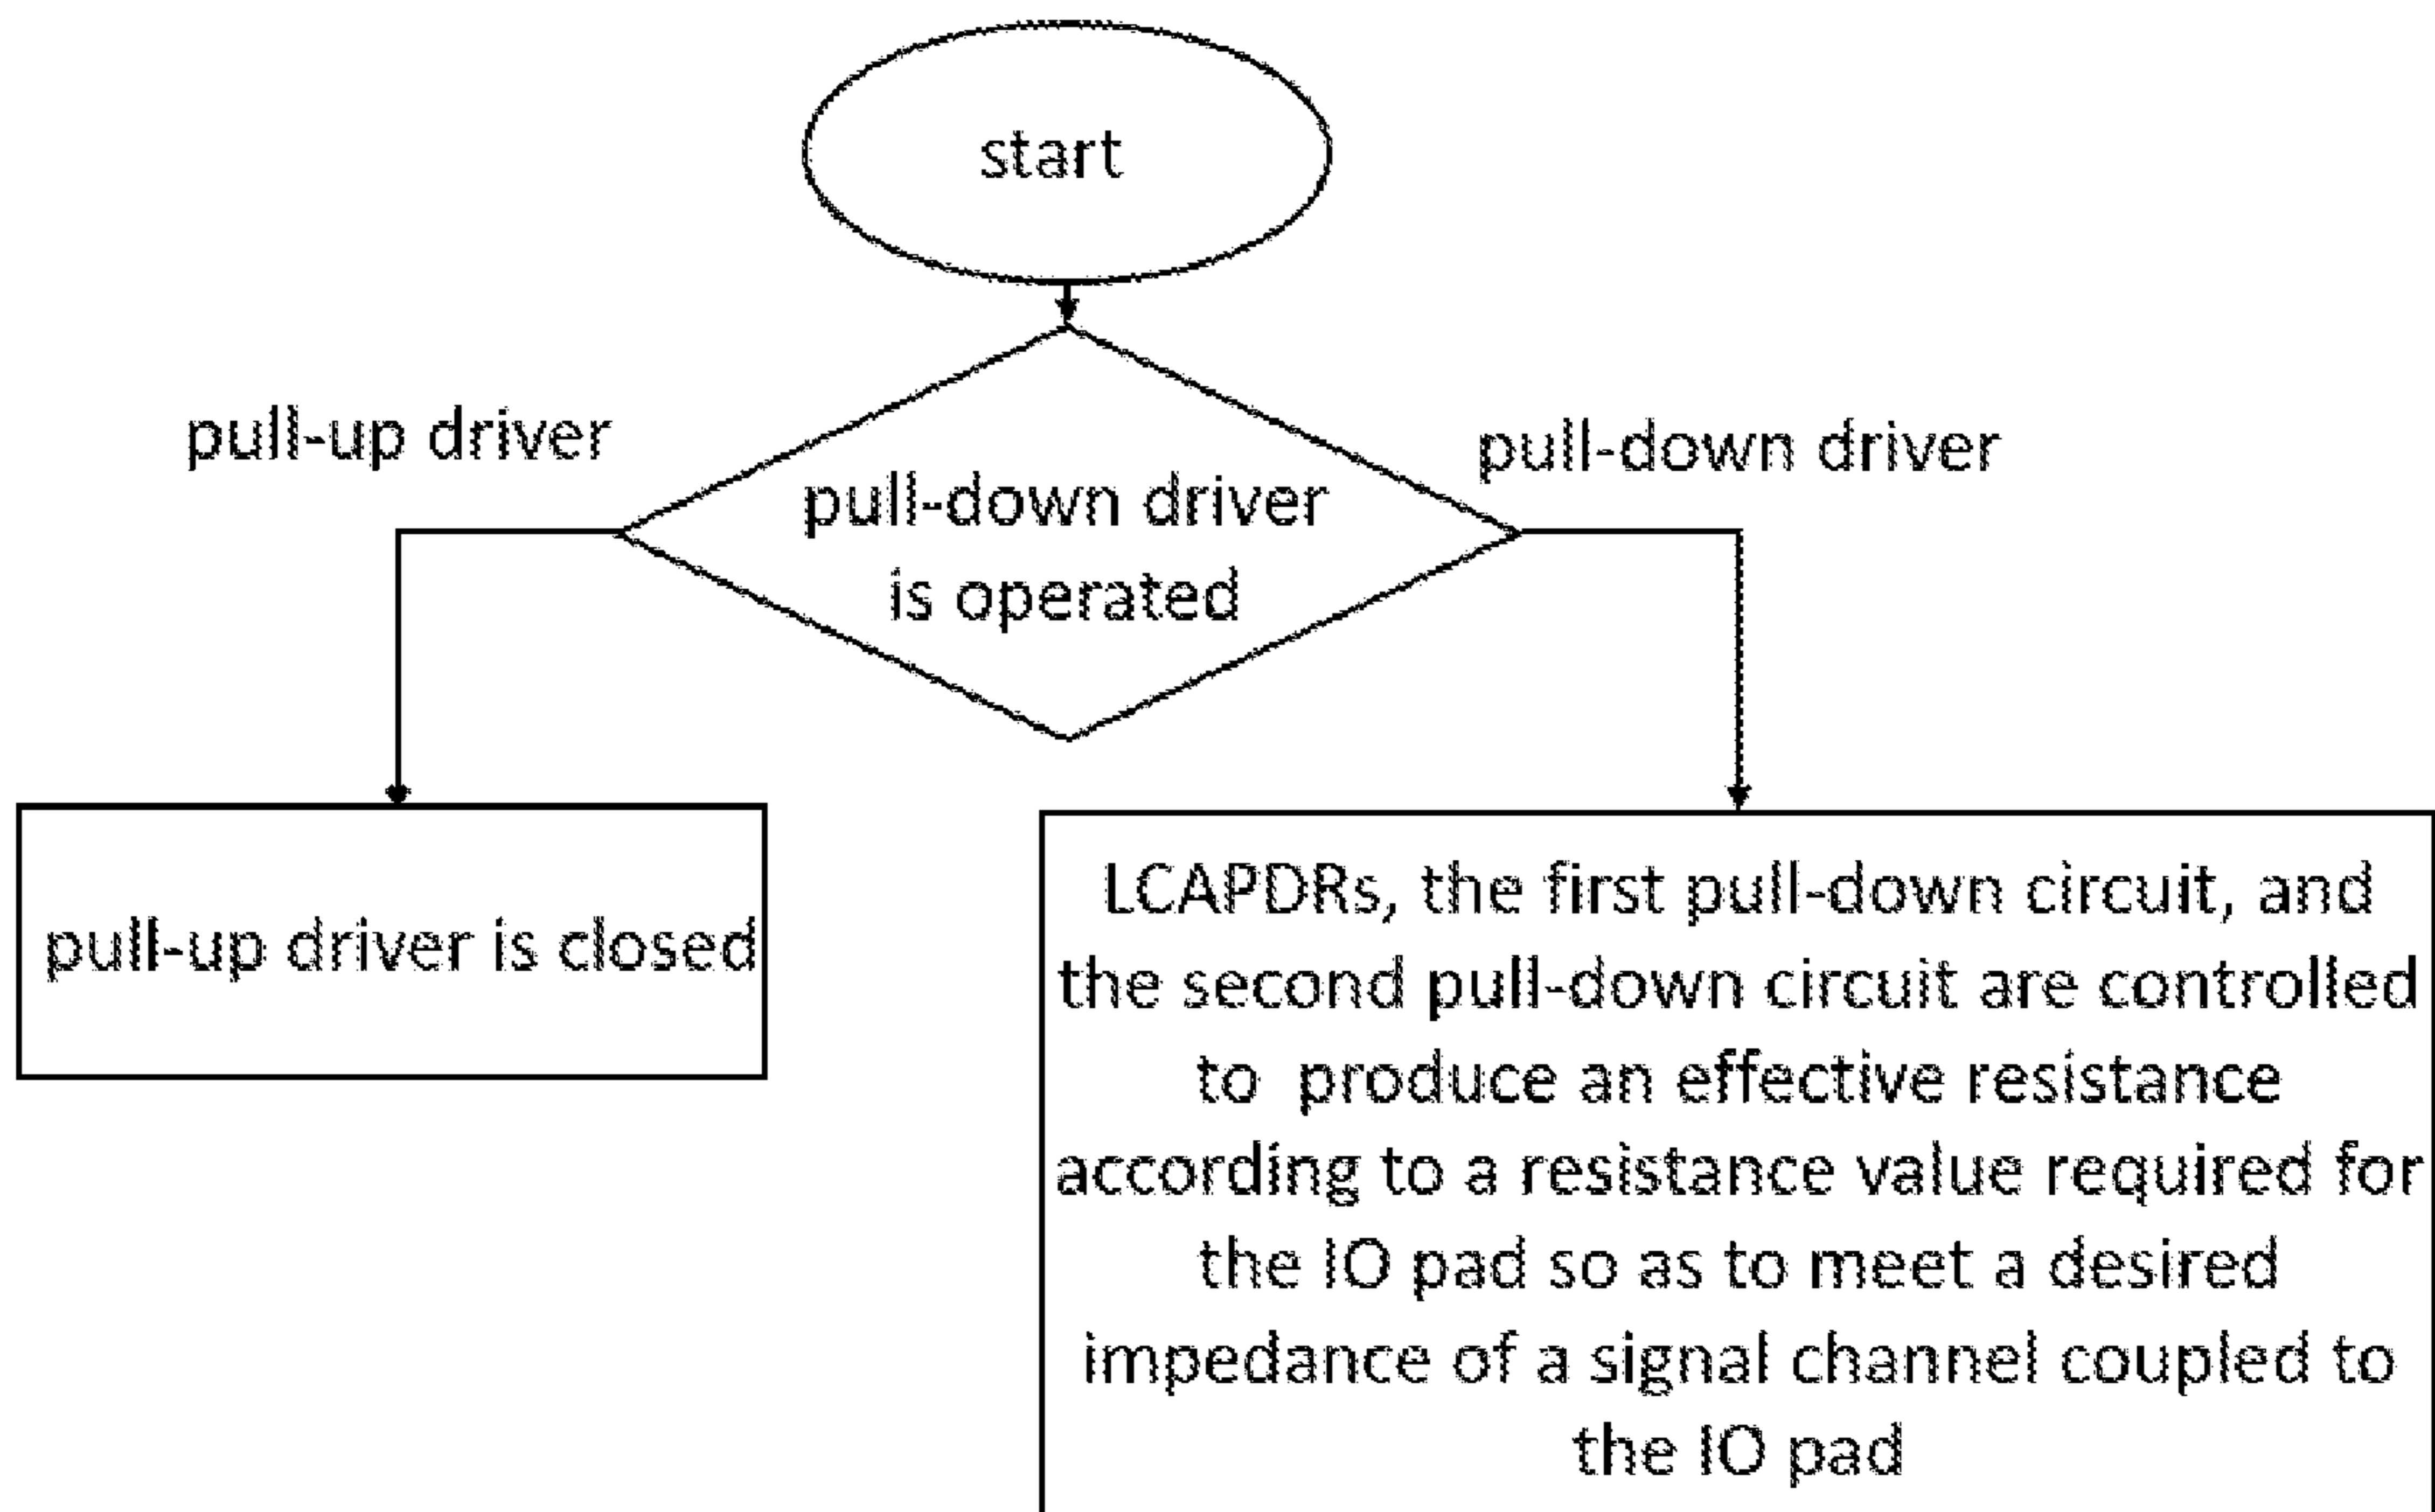 start
pull-up driver
pull-down driver
pull-down driver
is operated
pull-up driver is closed
LCAPDRs, the first pull-down circuit, and
the second pull-down circuit are controlled
to produce an effective resistance
according to a resistance value required for
the IO pad so as to meet a desired
impedance of a signal channel coupled to
the IO pad